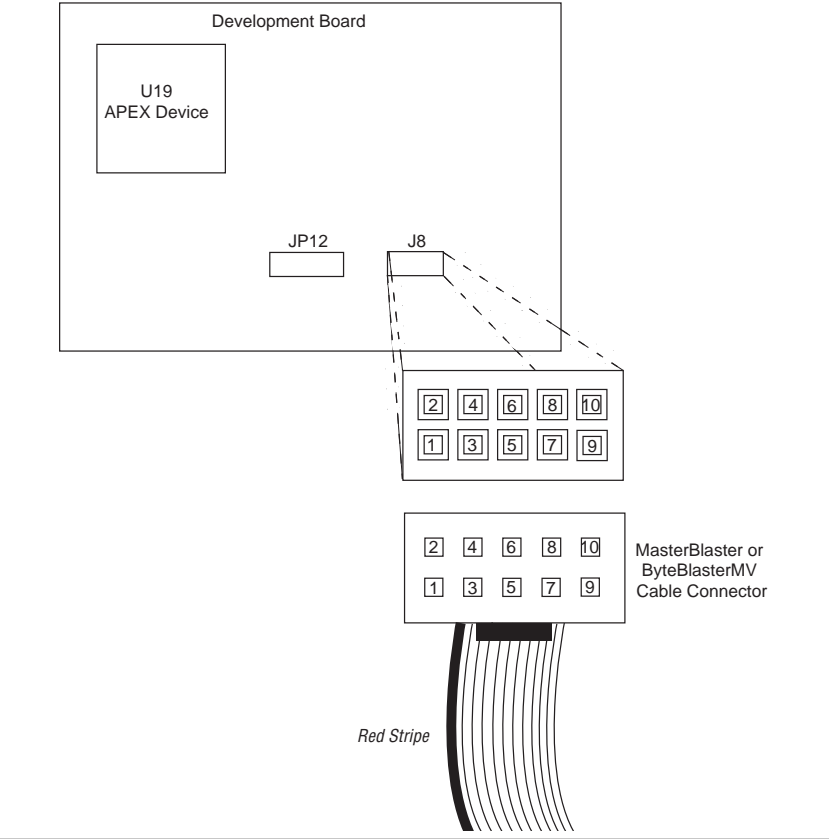 Development Board
U19
APEX Device
JP12
J8
2 4 6 8 10
1 3 5 7 9
2 4 6 8 10
1 3 5 7 9
MasterBlaster or
ByteBlasterMV
Cable Connector
Red Stripe